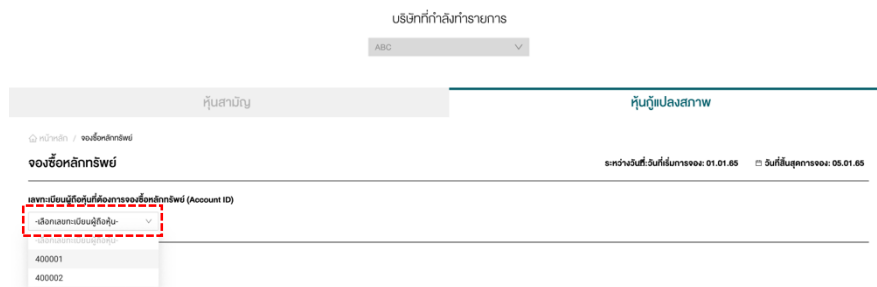 บริษัทที่กำลังทำรายการ
ABC
หุ้นสามัญ
หุ้นกู้แปลงสภาพ
หน้าหลัก / จองซื้อหลักทรัพย์
จองซื้อหลักทรัพย์
ระหว่างวันที่:วันที่เริ่มการจอง: 01.01.65 วันที่สิ้นสุดการจอง: 05.01.65
เลขทะเบียนผู้ถือหุ้นที่ต้องการจองซื้อหลักทรัพย์ (Account ID)
-เลือกเลขทะเบียนผู้ถือหุ้น-
-เลือกเลขทะเบียนผู้ถือหุ้น-
400001
400002